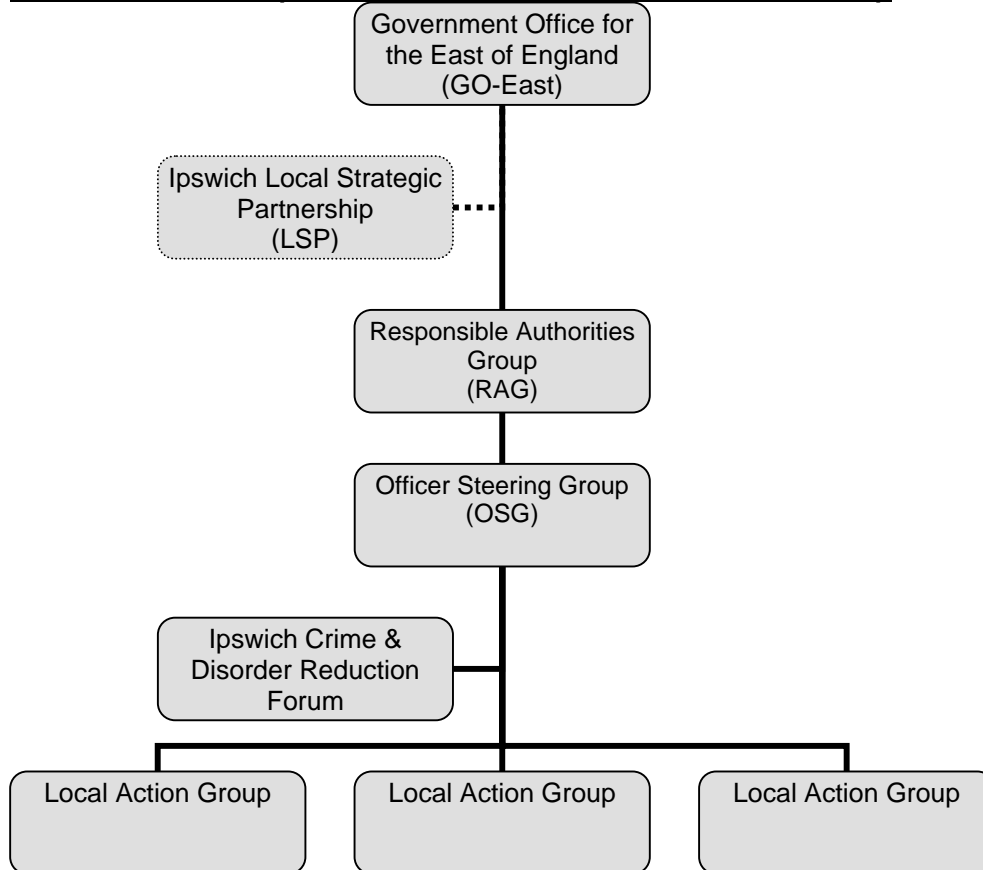 Government Office for
the East of England
(GO-East)
Ipswich Local Strategic
Partnership
(LSP)
Responsible Authorities
Group
(RAG)
Officer Steering Group
(OSG)
Ipswich Crime &
Disorder Reduction
Forum
Local Action Group
Local Action Group
Local Action Group